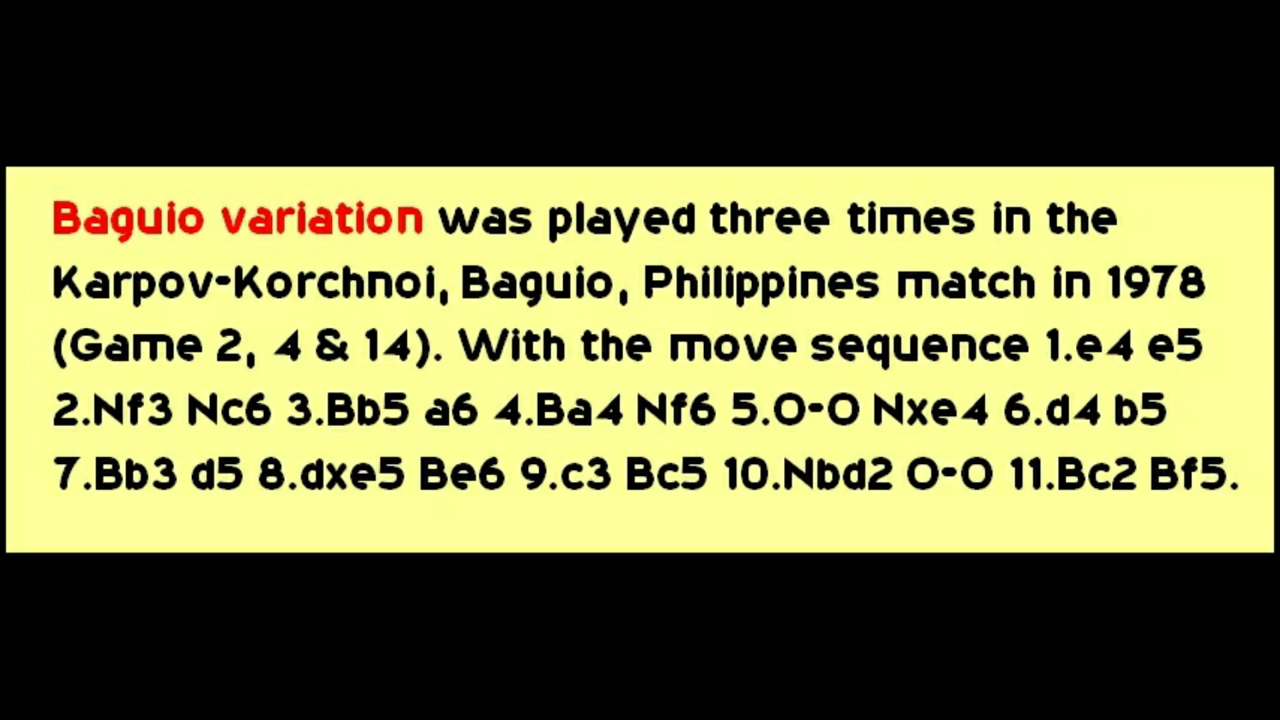 Baguio variation was played three times in the
Karpov-Korchnoi, Baguio, Philippines match in 1978
(Game 2, 4 & 14). With the move sequence 1.e4 e5
2.Nf3 Nc6 3.Bb5 a6 4.Ba4 Nf6 5.O-O Nxe4 6.d4 b5
7.Bb3 d5 8.dxe5 Be6 9.c3 Bc5 10.Nbd2 O-O 11.Bc2 Bf5.